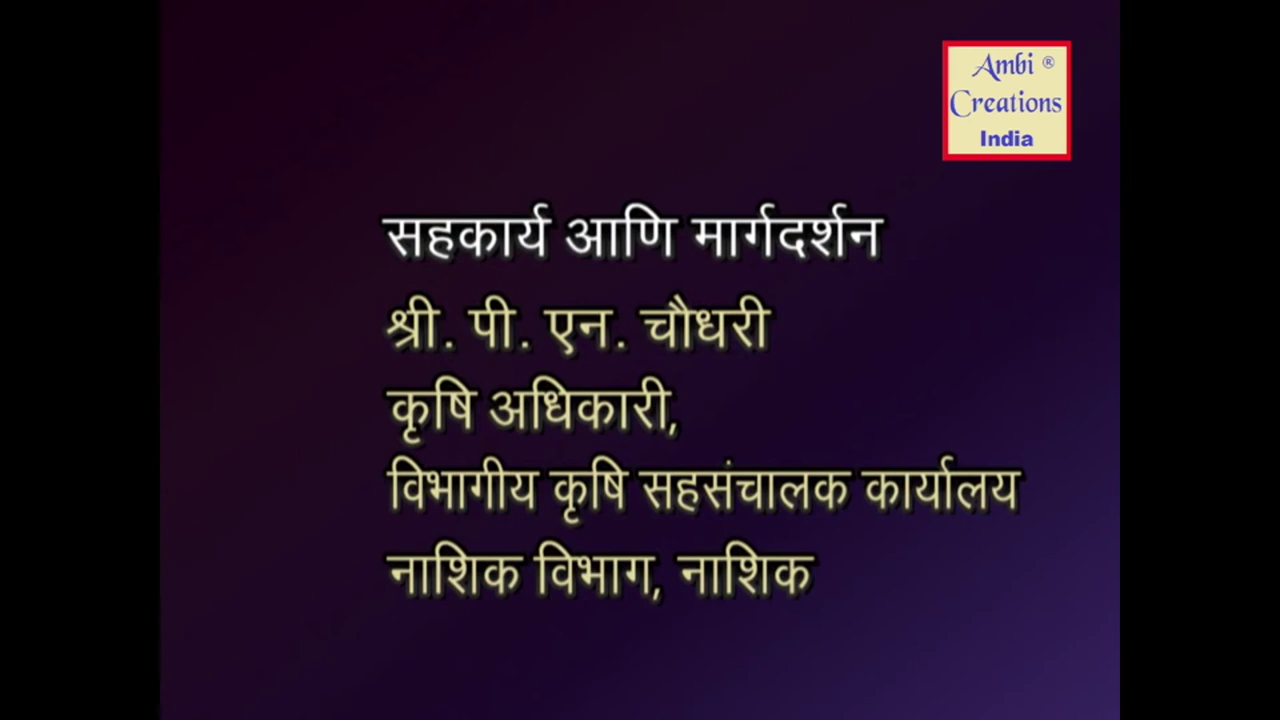 Ambi ®
Creations
India
सहकार्य आणि मार्गदर्शन
श्री. पी. एन. चौधरी
कृषि अधिकारी,
विभागीय कृषि सहसंचालक कार्यालय
नाशिक विभाग, नाशिक